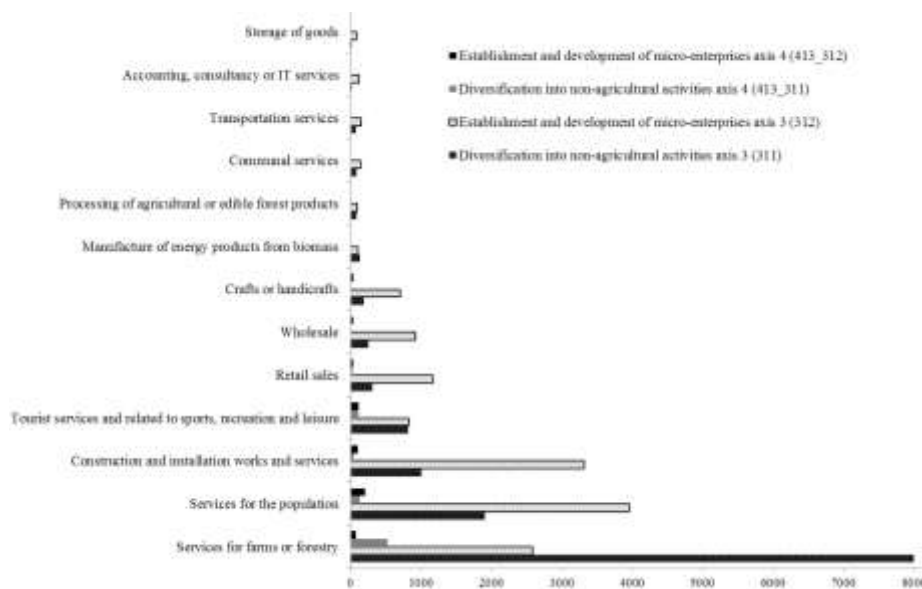 Storage of goods
Accounting, consultancy or IT services
Transportation services
Communal services
Processing of agricultural or edible forest products
Manufacture of energy products from biomass
Crafts or handicrafts
Wholesale
Retail sales
Tourist services and related to sports, recreation and leisure
Construction and installation works and services
Services for the population
Services for farms or forestry
Establishment and development of micro-enterprises axis 4 (413_312)
Diversification into non-agricultural activities axis 4 (413_311)
Establishment and development of micro-enterprises axis 3 (312)
Diversification into non-agricultural activities axis 3 (311)
0 1000 2000 3000 4000 5000 6000 7000 8000